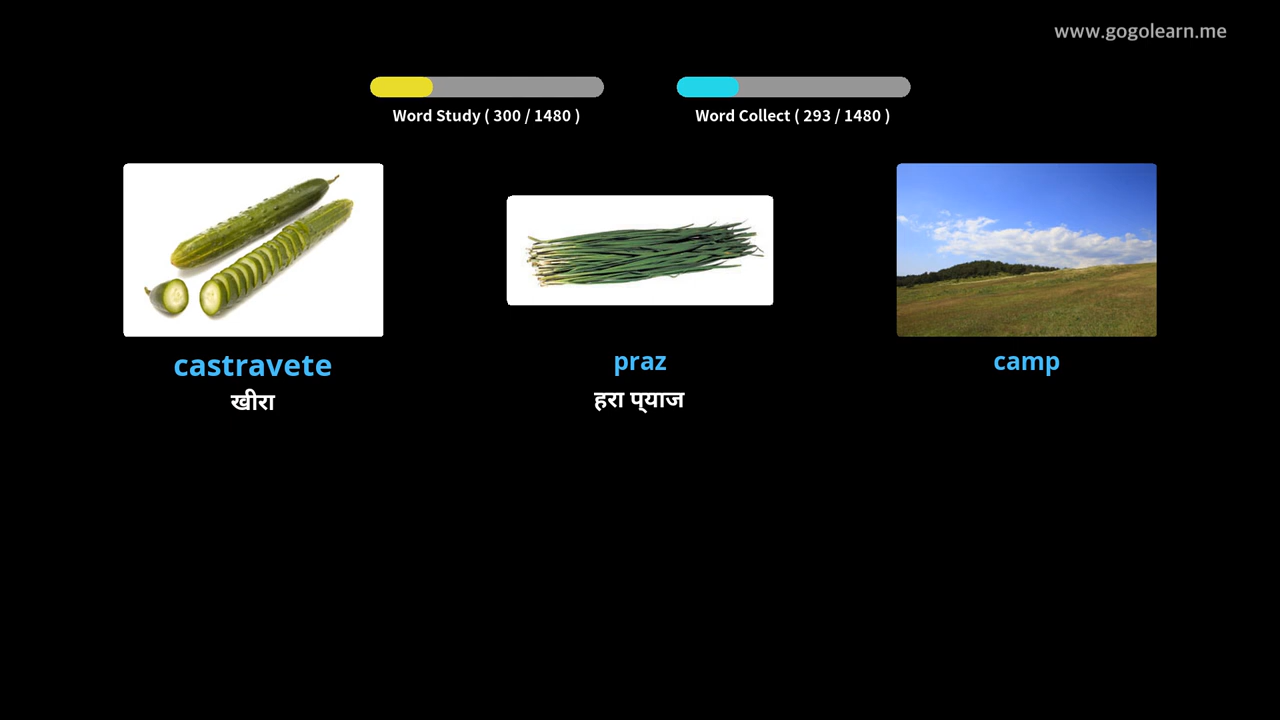 www.gogolearn.me
Word Study ( 300 / 1480 )
Word Collect ( 293 / 1480 )
castravete
praz
camp
खीरा
हरा प्याज